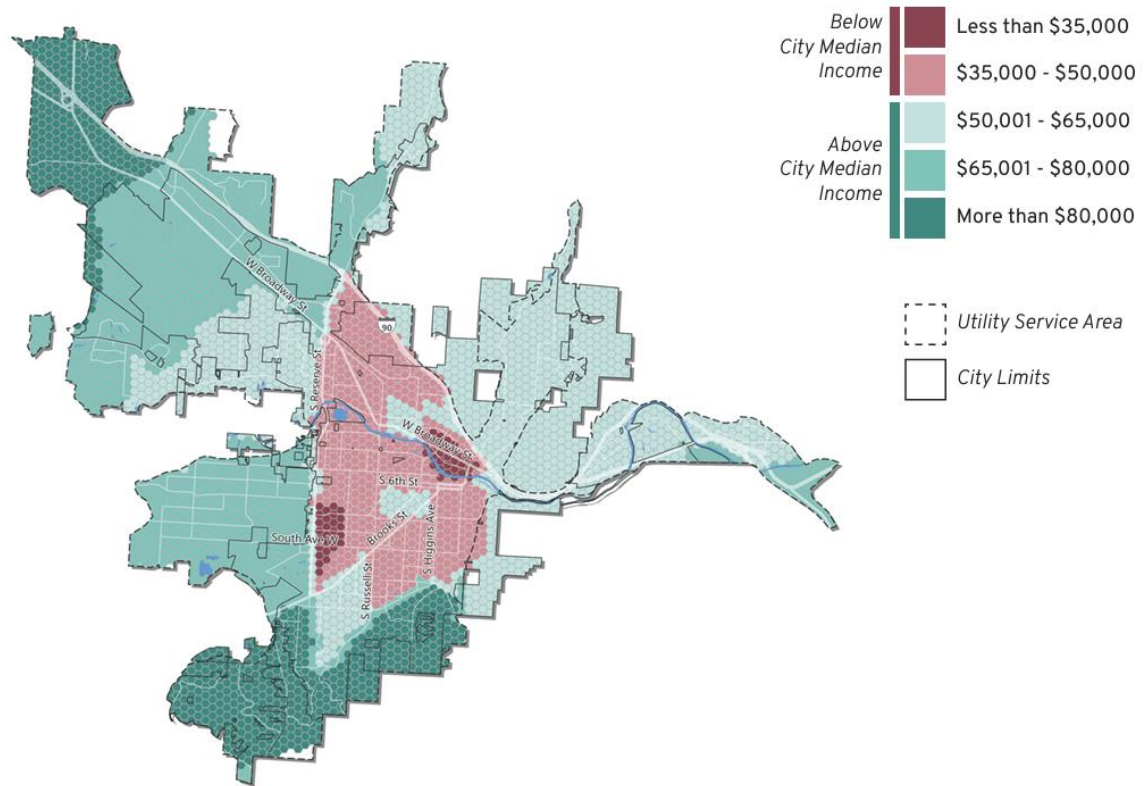 Below
City Median
Income
Less than $35,000
$35,000 - $50,000
Above
City Median
Income
$50,001 - $65,000
$65,001 - $80,000
More than $80,000
Utility Service Area
City Limits
W Broadway St
90
S Reserve St
W Broadway St
S 6th St
Brooks St
South Ave W
S Higgins Ave
S Russell St